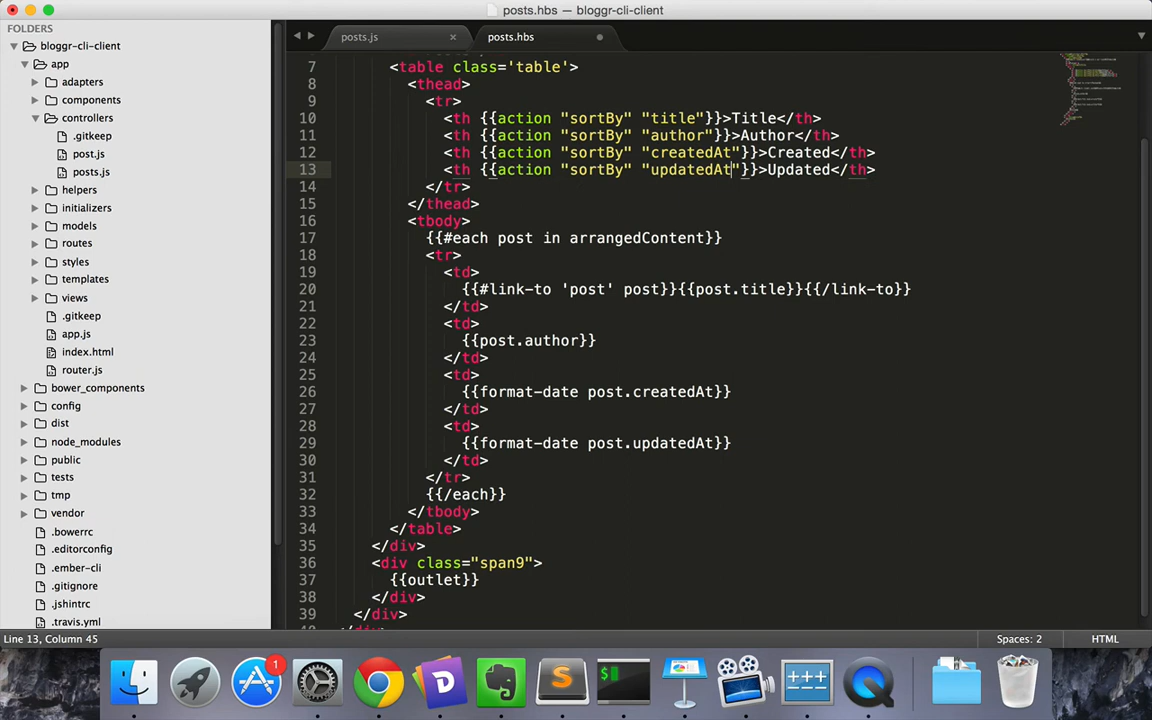 posts.hbs — bloggr-cli-client
FOLDERS
bloggr-cli-client
app
adapters
components
controllers
.gitkeep
post.js
posts.js
helpers
initializers
models
routes
styles
templates
views
.gitkeep
app.js
index.html
router.js
bower_components
config
dist
node_modules
public
tests
tmp
vendor
.bowerrc
.editorconfig
.ember-cli
.gitignore
.jshintrc
.travis.yml
posts.js
posts.hbs
7 <table class='table'>
8 <thead>
9 <tr>
10 <th {{action "sortBy" "title"}}>Title</th>
11 <th {{action "sortBy" "author"}}>Author</th>
12 <th {{action "sortBy" "createdAt"}}>Created</th>
13 <th {{action "sortBy" "updatedAt"}}>Updated</th>
14 </tr>
15 </thead>
16 <tbody>
17 {{#each post in arrangedContent}}
18 <tr>
19 <td>
20 {{#link-to 'post' post}}{{post.title}}{{/link-to}}
21 </td>
22 <td>
23 {{post.author}}
24 </td>
25 <td>
26 {{format-date post.createdAt}}
27 </td>
28 <td>
29 {{format-date post.updatedAt}}
30 </td>
31 </tr>
32 {{/each}}
33 </tbody>
34 </table>
35 </div>
36 <div class="span9">
37 {{outlet}}
38 </div>
39 </div>
Line 13, Column 45
Spaces: 2
HTML
1